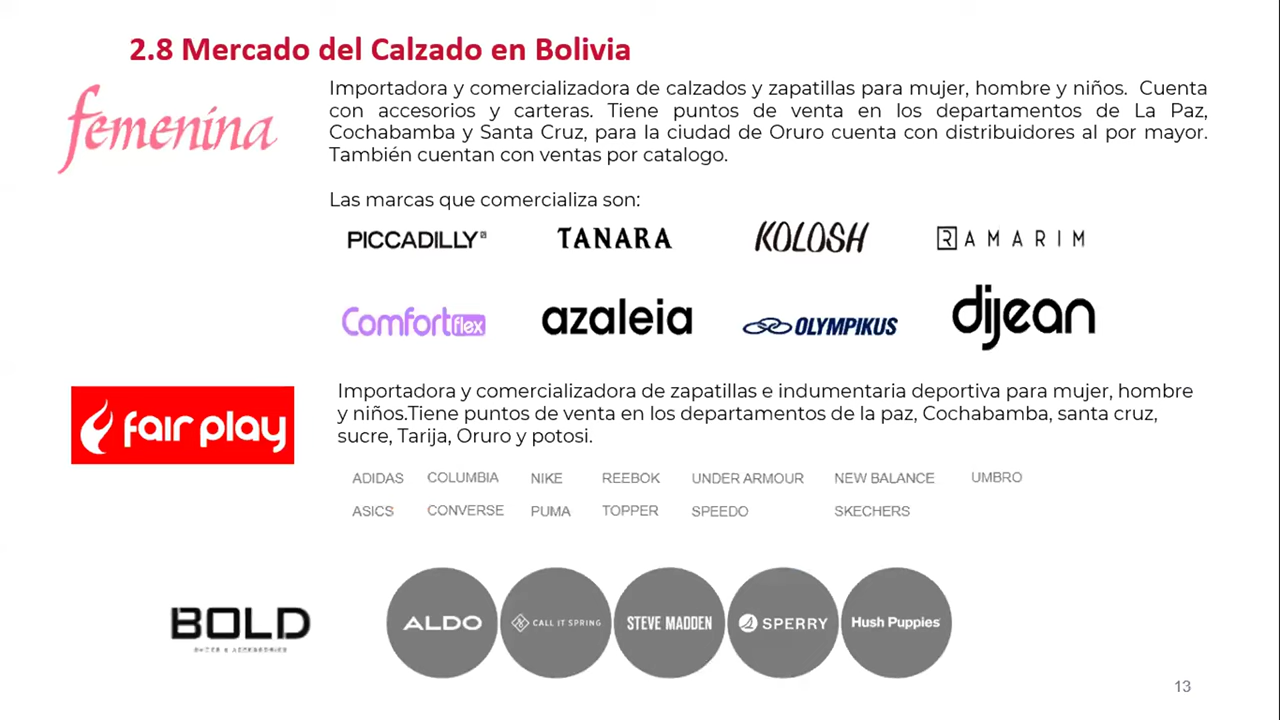 2.8 Mercado del Calzado en Bolivia
femenina
Importadora y comercializadora de calzados y zapatillas para mujer, hombre y niños. Cuenta
con accesorios y carteras. Tiene puntos de venta en los departamentos de La Paz,
Cochabamba y Santa Cruz, para la ciudad de Oruro cuenta con distribuidores al por mayor.
También cuentan con ventas por catalogo.
Las marcas que comercializa son:
PICCADILLY TANARA KOLOSH RAMARIM
Comfortflex azaleia OLYMPIKUS dijean
fair play
Importadora y comercializadora de zapatillas e indumentaria deportiva para mujer, hombre
y niños.Tiene puntos de venta en los departamentos de la paz, Cochabamba, santa cruz,
sucre, Tarija, Oruro y potosi.
ADIDAS COLUMBIA NIKE REEBOK UNDER ARMOUR NEW BALANCE UMBRO
ASICS CONVERSE PUMA TOPPER SPEEDO SKECHERS
BOLD
ALDO CALL IT SPRING STEVE MADDEN SPERRY Hush Puppies
13